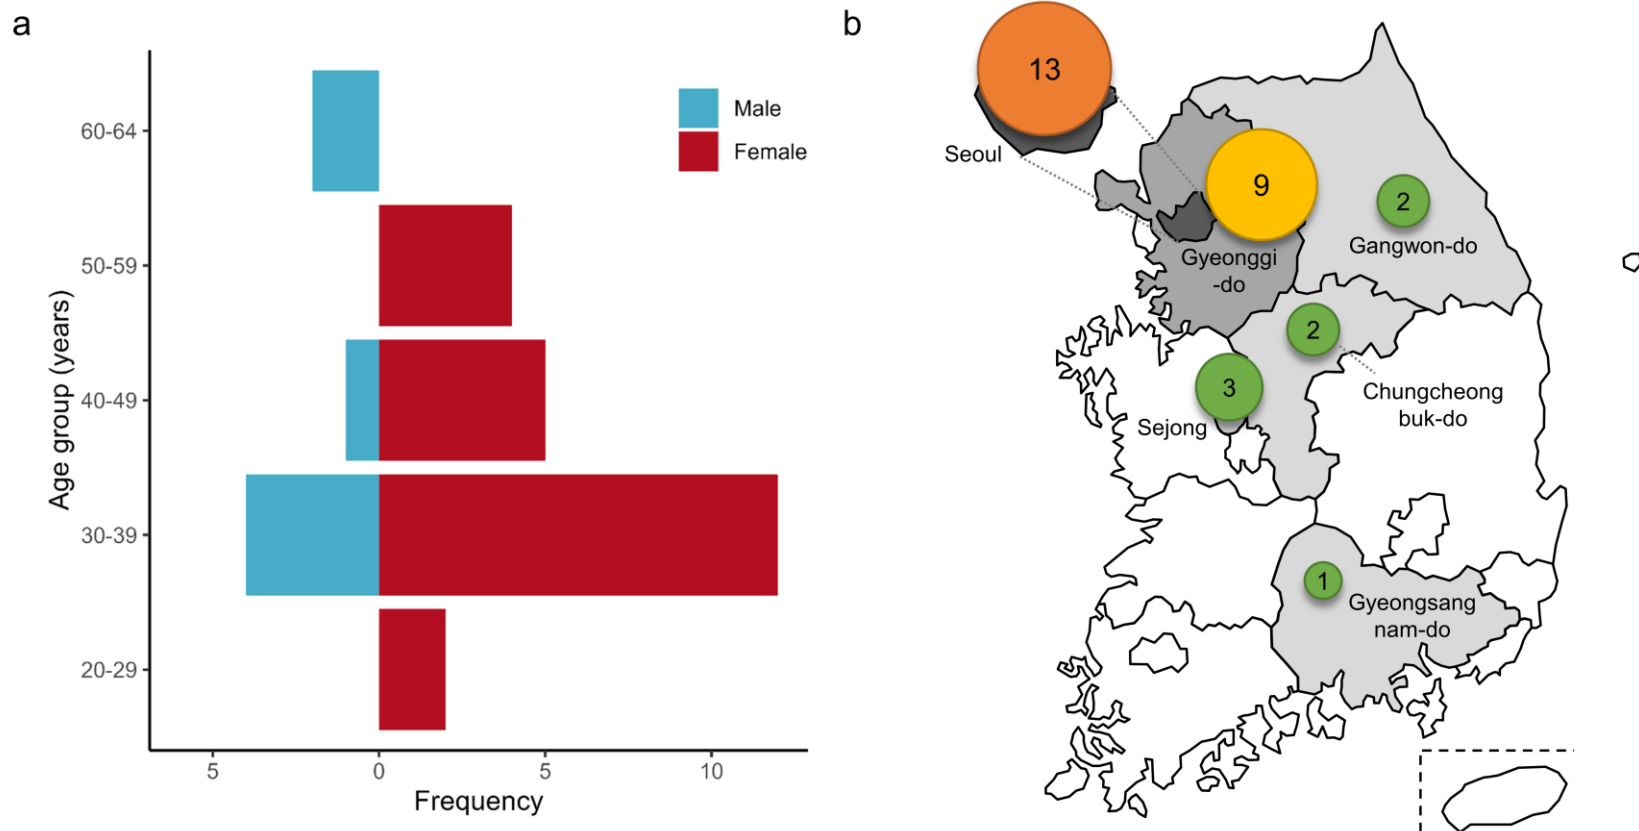 a
Age group (years)
60-64
50-59
40-49
30-39
20-29
5
0
5
10
Frequency
Male
Female
b
13
Seoul
9
Gyeonggi
-do
2
Gangwon-do
2
Chungcheong
buk-do
3
Sejong
1
Gyeongsang
nam-do